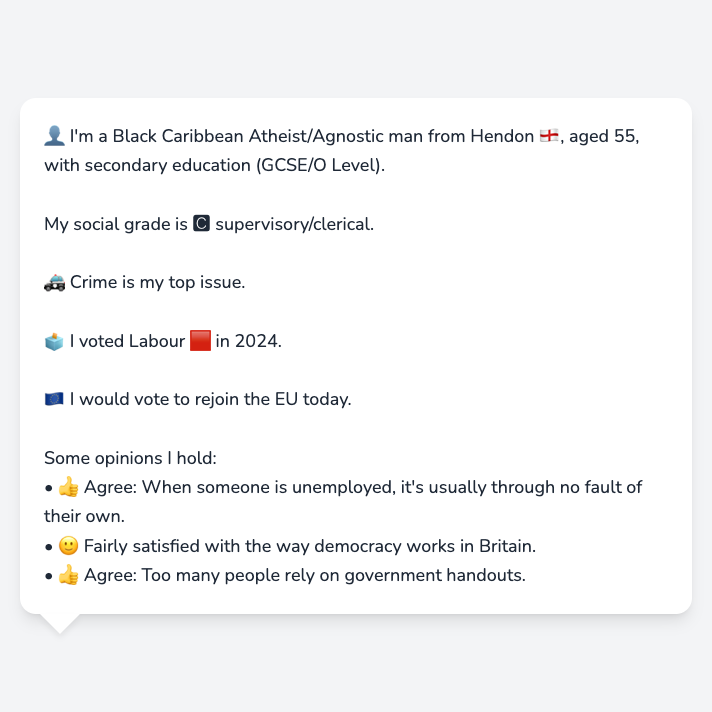 👤 I'm a Black Caribbean Atheist/Agnostic man from Hendon 🏴󠁧󠁢󠁥󠁮󠁧󠁿, aged 55,
with secondary education (GCSE/O Level).
My social grade is 🅲 supervisory/clerical.
🚓 Crime is my top issue.
🗳️ I voted Labour 🟥 in 2024.
🇪🇺 I would vote to rejoin the EU today.
Some opinions I hold:
• 👍 Agree: When someone is unemployed, it's usually through no fault of
their own.
• 🙂 Fairly satisfied with the way democracy works in Britain.
• 👍 Agree: Too many people rely on government handouts.